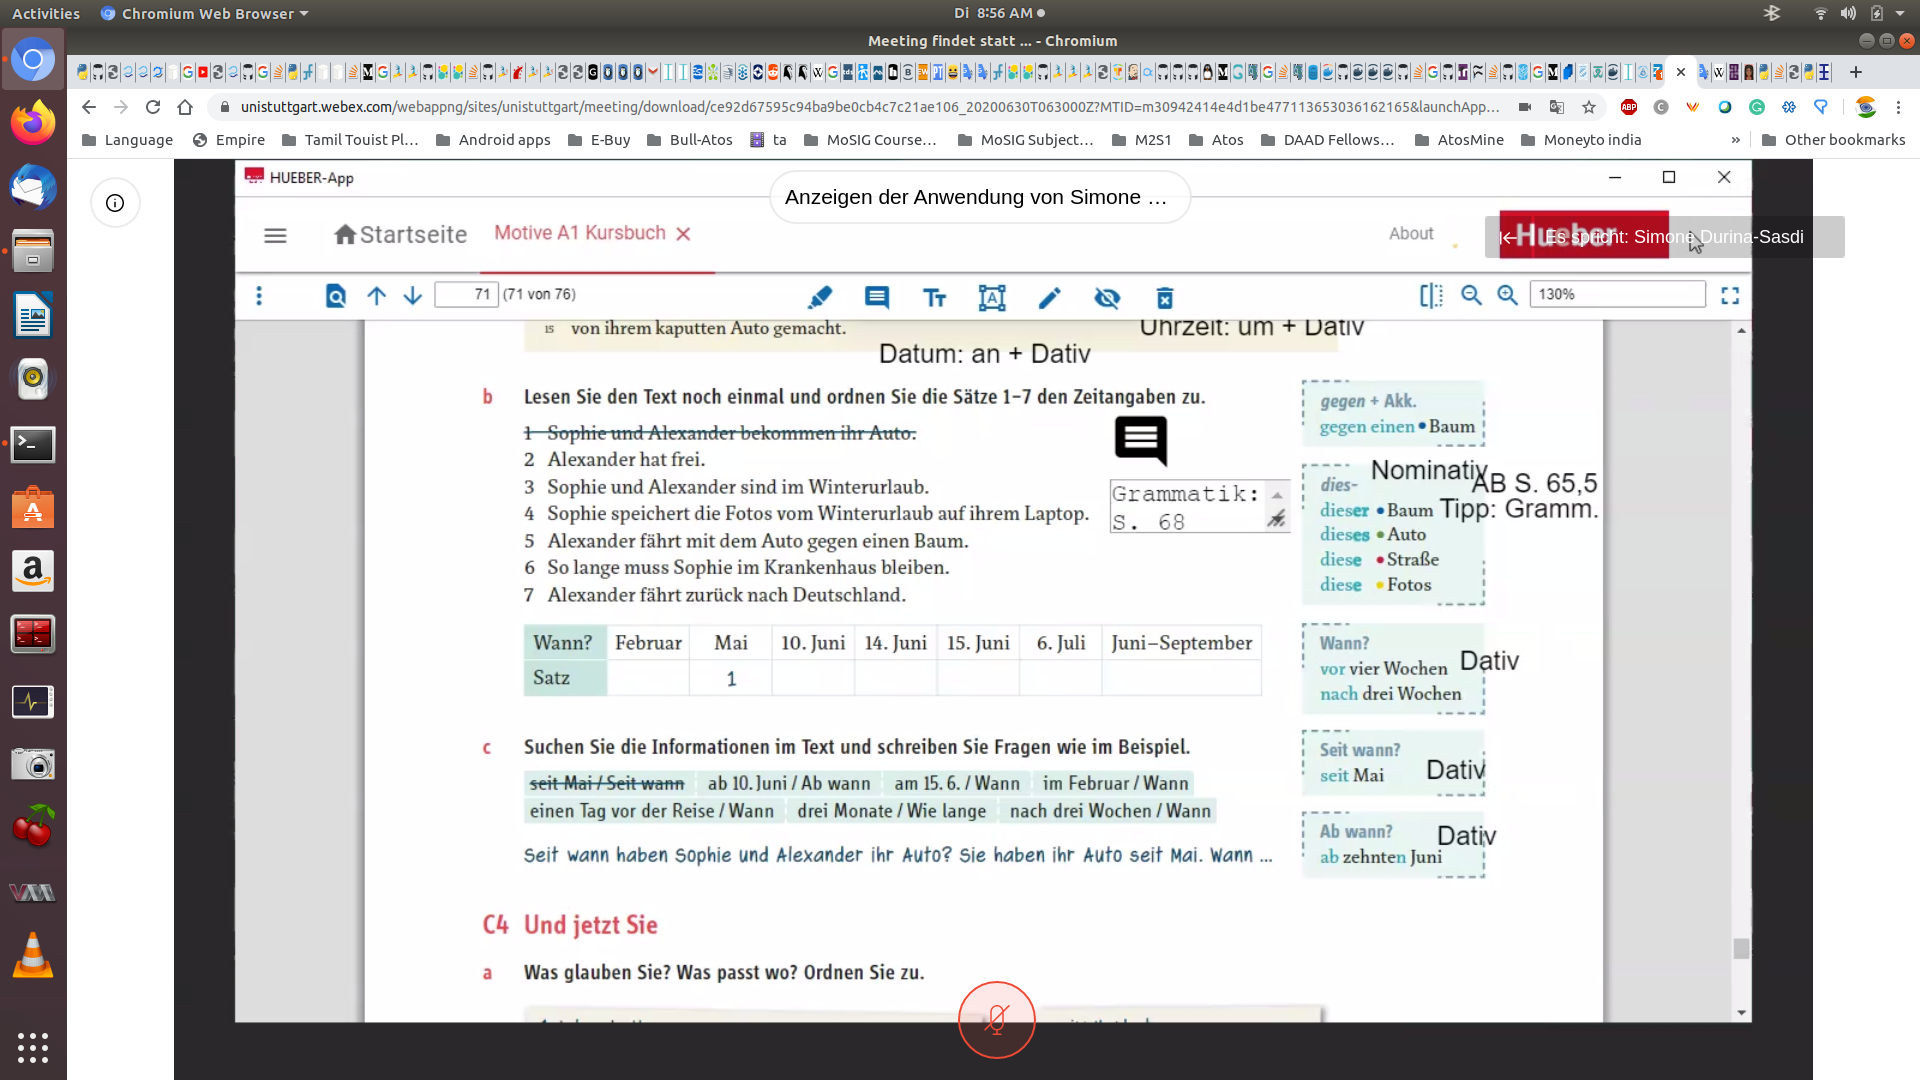 Activities
Chromium Web Browser
Di 8:56 AM
Meeting findet statt ... - Chromium
unistuttgart.webex.com/webappng/sites/unistuttgart/meeting/download/ce92d67595c94ba9be0cb4c7c21ae106_20200630T063000Z?MTID=m30942414e4d1be477113653036162165&launchApp...
Language Empire Tamil Touist Pl... Android apps E-Buy Bull-Atos ta MoSIG Course... MoSIG Subject... M2S1 Atos DAAD Fellows... AtosMine Moneyto india » Other bookmarks
HUEBER-App
Anzeigen der Anwendung von Simone ...
Startseite
Motive A1 Kursbuch
About
Hueber
Es spricht: Simone Durina-Sasdi
71 (71 von 76)
130%
15 von ihrem kaputten Auto gemacht.
Uhrzeit: um + Dativ
Datum: an + Dativ
b Lesen Sie den Text noch einmal und ordnen Sie die Sätze 1–7 den Zeitangaben zu.
1 Sophie und Alexander bekommen ihr Auto.
2 Alexander hat frei.
3 Sophie und Alexander sind im Winterurlaub.
4 Sophie speichert die Fotos vom Winterurlaub auf ihrem Laptop.
5 Alexander fährt mit dem Auto gegen einen Baum.
6 So lange muss Sophie im Krankenhaus bleiben.
7 Alexander fährt zurück nach Deutschland.
Grammatik:
S. 68
gegen + Akk.
gegen einen • Baum
Nominativ
AB S. 65,5
Tipp: Gramm.
dies-
dieser • Baum
dieses • Auto
diese • Straße
diese • Fotos
Wann? Februar Mai 10. Juni 14. Juni 15. Juni 6. Juli Juni–September
Satz 1
Wann?
vor vier Wochen
nach drei Wochen
Dativ
c Suchen Sie die Informationen im Text und schreiben Sie Fragen wie im Beispiel.
seit Mai / Seit wann ab 10. Juni / Ab wann am 15. 6. / Wann im Februar / Wann
einen Tag vor der Reise / Wann drei Monate / Wie lange nach drei Wochen / Wann
Seit wann haben Sophie und Alexander ihr Auto? Sie haben ihr Auto seit Mai. Wann ...
Seit wann?
seit Mai
Dativ
Ab wann?
ab zehnten Juni
Dativ
C4 Und jetzt Sie
a Was glauben Sie? Was passt wo? Ordnen Sie zu.